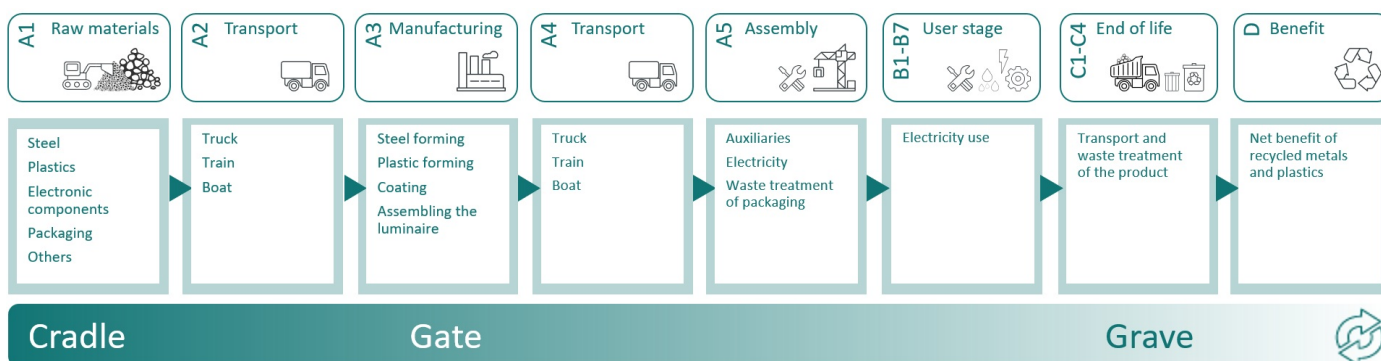 A1 Raw materials
A2 Transport
A3 Manufacturing
A4 Transport
A5 Assembly
B1-B7 User stage
C1-C4 End of life
D Benefit
Steel
Plastics
Electronic
components
Packaging
Others
Truck
Train
Boat
Steel forming
Plastic forming
Coating
Assembling the
luminaire
Truck
Train
Boat
Auxiliaries
Electricity
Waste treatment
of packaging
Electricity use
Transport and
waste treatment
of the product
Net benefit of
recycled metals
and plastics
Cradle
Gate
Grave